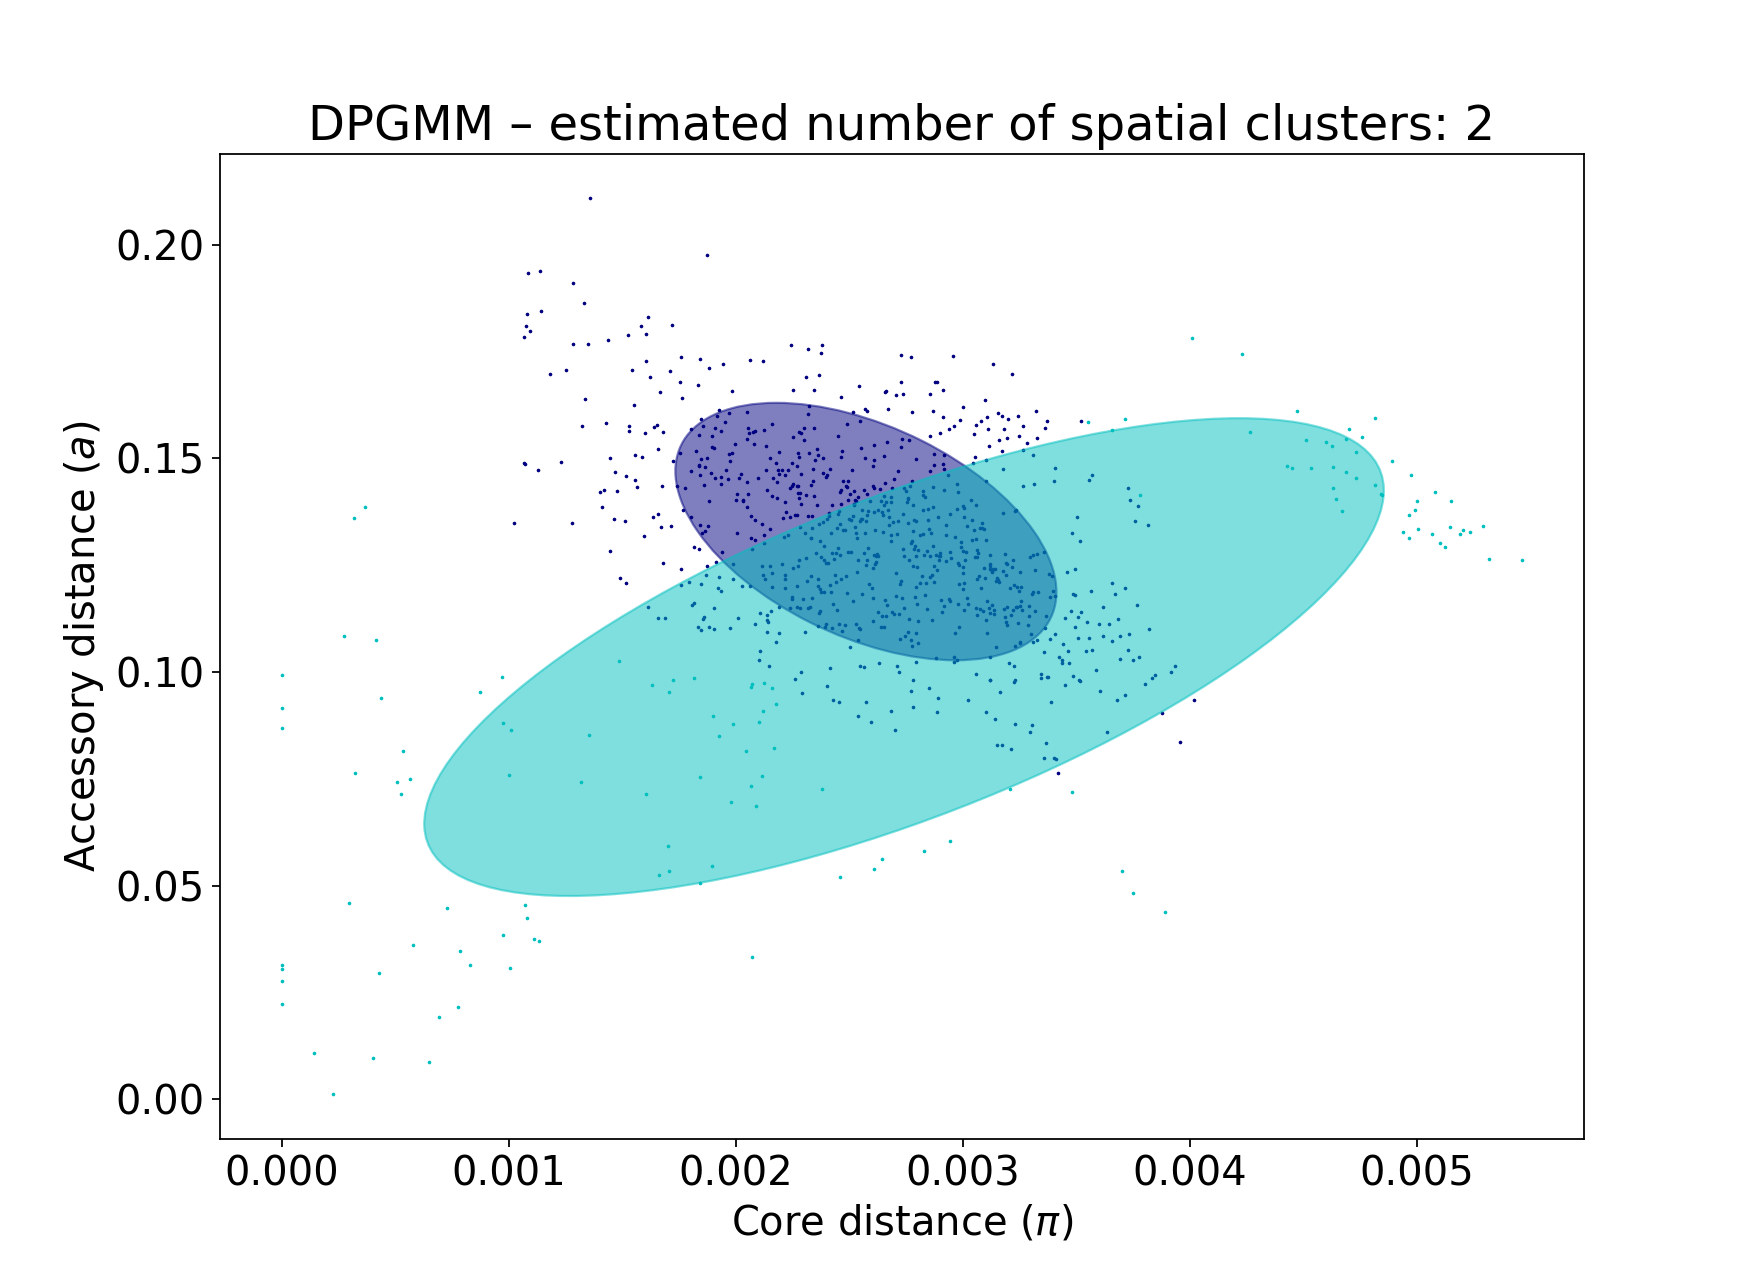 DPGMM – estimated number of spatial clusters: 2
0.20
0.15
0.10
0.05
0.00
Accessory distance (a)
0.000 0.001 0.002 0.003 0.004 0.005
Core distance (π)